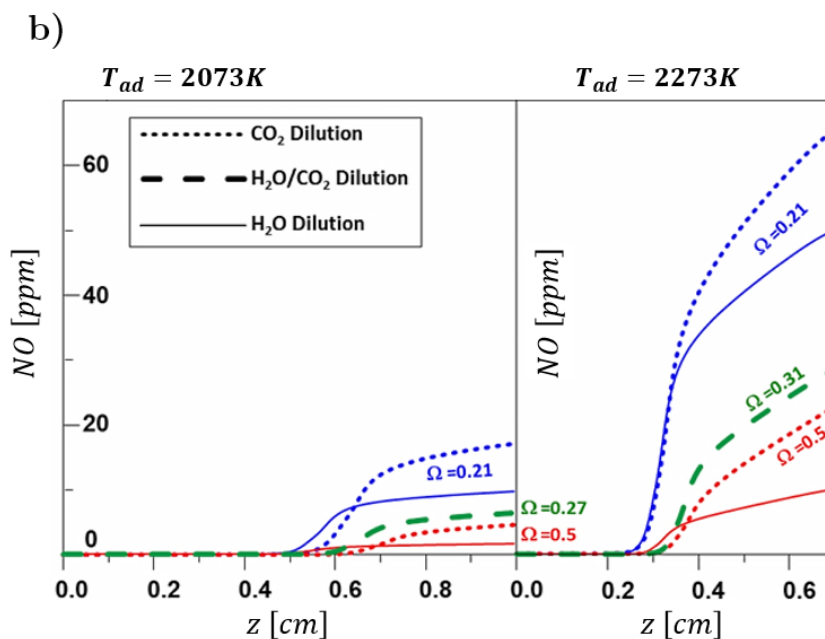 b)
T_ad = 2073K
T_ad = 2273K
CO₂ Dilution
H₂O/CO₂ Dilution
H₂O Dilution
NO [ppm]
60
40
20
0
Ω =0.21
Ω =0.27
Ω =0.5
0.0 0.2 0.4 0.6 0.8
z [cm]
NO [ppm]
Ω =0.21
Ω =0.31
Ω =0.5
0.0 0.2 0.4 0.6
z [cm]